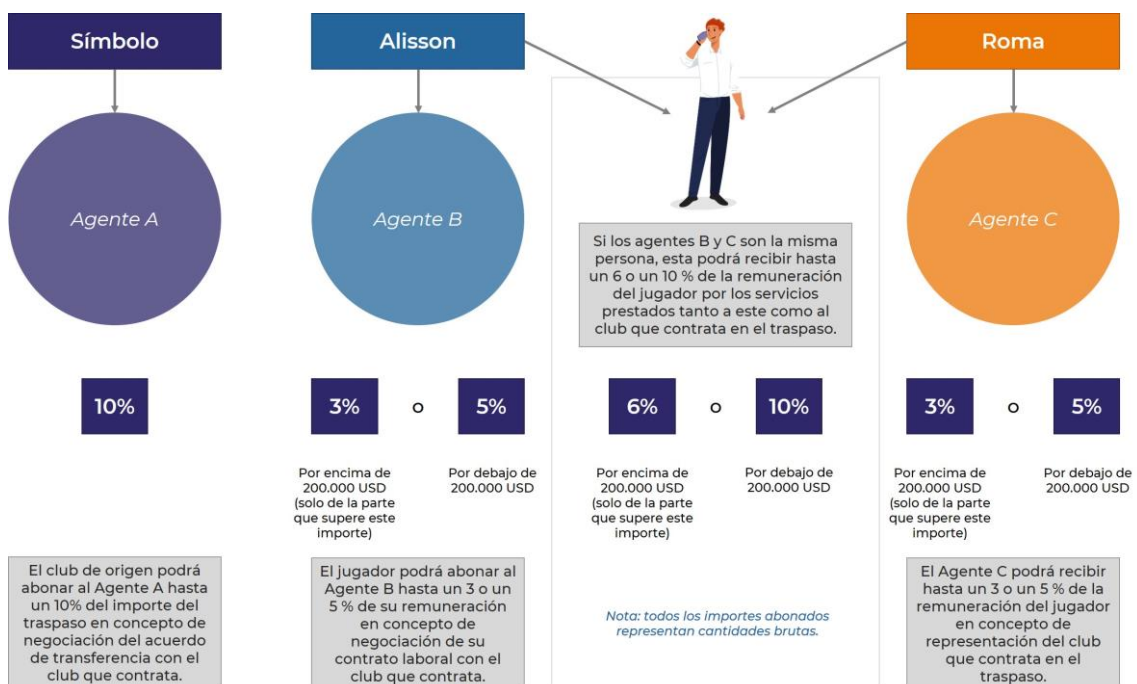 Símbolo
Alisson
Roma
Agente A
Agente B
Agente C
Si los agentes B y C son la misma
persona, esta podrá recibir hasta
un 6 o un 10 % de la remuneración
del jugador por los servicios
prestados tanto a este como al
club que contrata en el traspaso.
10%
3%
o
5%
6%
o
10%
3%
o
5%
Por encima de
200.000 USD
(solo de la parte
que supere este
importe)
Por debajo de
200.000 USD
Por encima de
200.000 USD
(solo de la parte
que supere este
importe)
Por debajo de
200.000 USD
Por encima de
200.000 USD
(solo de la parte
que supere este
importe)
Por debajo de
200.000 USD
El club de origen podrá
abonar al Agente A hasta
un 10% del importe del
traspaso en concepto de
negociación del acuerdo
de transferencia con el
club que contrata.
El jugador podrá abonar al
Agente B hasta un 3 o un
5 % de su remuneración
en concepto de
negociación de su
contrato laboral con el
club que contrata.
Nota: todos los importes abonados
representan cantidades brutas.
El Agente C podrá recibir
hasta un 3 o un 5 % de la
remuneración del jugador
en concepto de
representación del club
que contrata en el
traspaso.